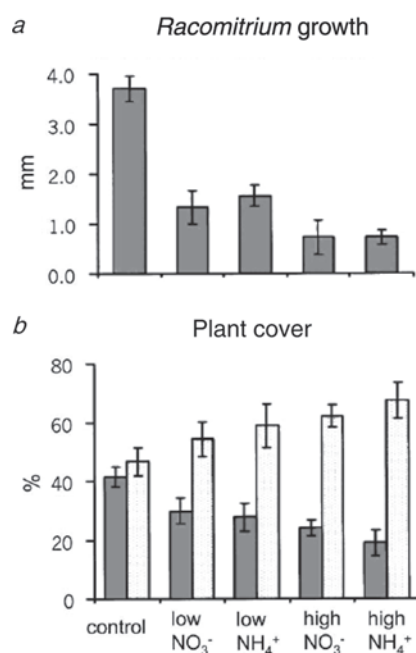 a Racomitrium growth
4.0
3.0
2.0
1.0
0.0
mm
b Plant cover
80
60
40
20
0
%
control low NO₃⁻ low NH₄⁺ high NO₃⁻ high NH₄⁺